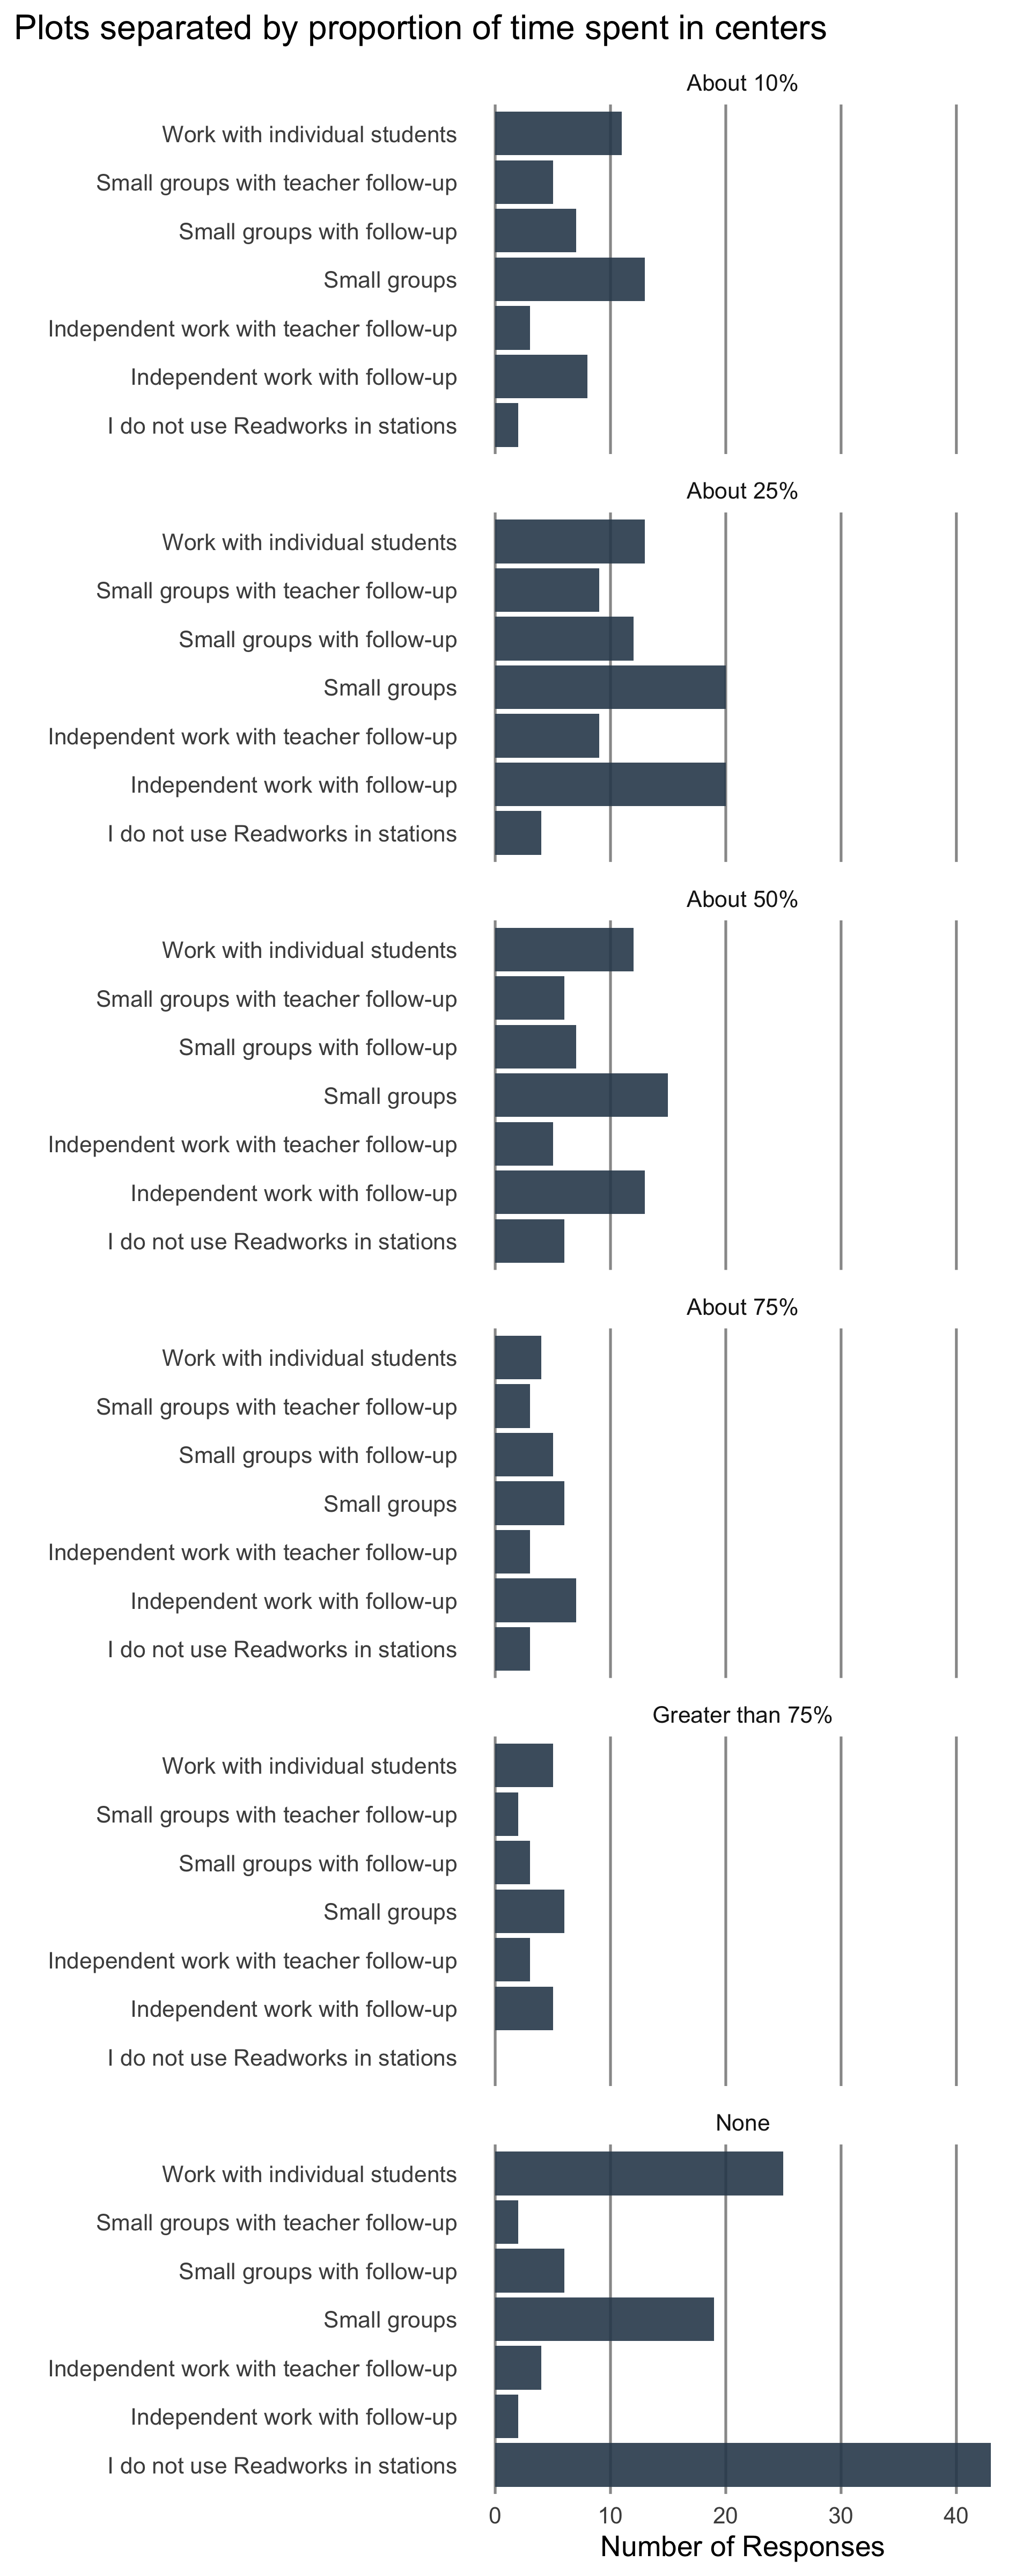 Plots separated by proportion of time spent in centers
About 10%
Work with individual students
Small groups with teacher follow-up
Small groups with follow-up
Small groups
Independent work with teacher follow-up
Independent work with follow-up
I do not use Readworks in stations
About 25%
Work with individual students
Small groups with teacher follow-up
Small groups with follow-up
Small groups
Independent work with teacher follow-up
Independent work with follow-up
I do not use Readworks in stations
About 50%
Work with individual students
Small groups with teacher follow-up
Small groups with follow-up
Small groups
Independent work with teacher follow-up
Independent work with follow-up
I do not use Readworks in stations
About 75%
Work with individual students
Small groups with teacher follow-up
Small groups with follow-up
Small groups
Independent work with teacher follow-up
Independent work with follow-up
I do not use Readworks in stations
Greater than 75%
Work with individual students
Small groups with teacher follow-up
Small groups with follow-up
Small groups
Independent work with teacher follow-up
Independent work with follow-up
I do not use Readworks in stations
None
Work with individual students
Small groups with teacher follow-up
Small groups with follow-up
Small groups
Independent work with teacher follow-up
Independent work with follow-up
I do not use Readworks in stations
0 10 20 30 40
Number of Responses